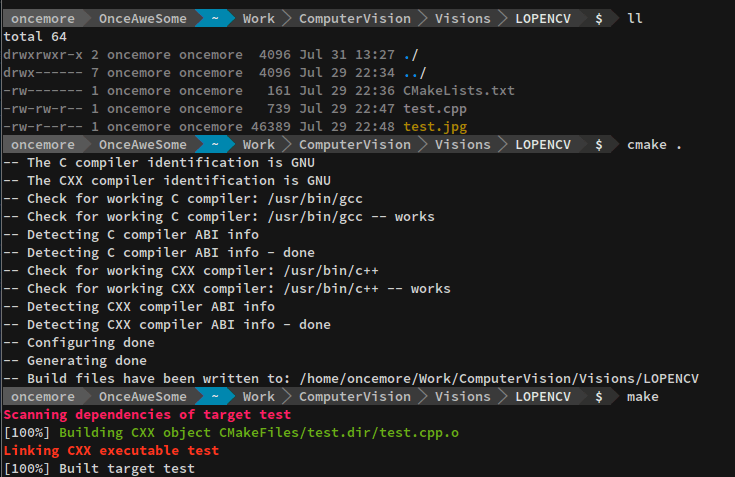 oncemore OnceAweSome ~ Work ComputerVision Visions LOPENCV $ ll
total 64
drwxrwxr-x 2 oncemore oncemore  4096 Jul 31 13:27 ./
drwx------ 7 oncemore oncemore  4096 Jul 29 22:34 ../
-rw------- 1 oncemore oncemore   161 Jul 29 22:36 CMakeLists.txt
-rw-rw-r-- 1 oncemore oncemore   739 Jul 29 22:47 test.cpp
-rw-r--r-- 1 oncemore oncemore 46389 Jul 29 22:48 test.jpg
oncemore OnceAweSome ~ Work ComputerVision Visions LOPENCV $ cmake .
-- The C compiler identification is GNU
-- The CXX compiler identification is GNU
-- Check for working C compiler: /usr/bin/gcc
-- Check for working C compiler: /usr/bin/gcc -- works
-- Detecting C compiler ABI info
-- Detecting C compiler ABI info - done
-- Check for working CXX compiler: /usr/bin/c++
-- Check for working CXX compiler: /usr/bin/c++ -- works
-- Detecting CXX compiler ABI info
-- Detecting CXX compiler ABI info - done
-- Configuring done
-- Generating done
-- Build files have been written to: /home/oncemore/Work/ComputerVision/Visions/LOPENCV
oncemore OnceAweSome ~ Work ComputerVision Visions LOPENCV $ make
Scanning dependencies of target test
[100%] Building CXX object CMakeFiles/test.dir/test.cpp.o
Linking CXX executable test
[100%] Built target test